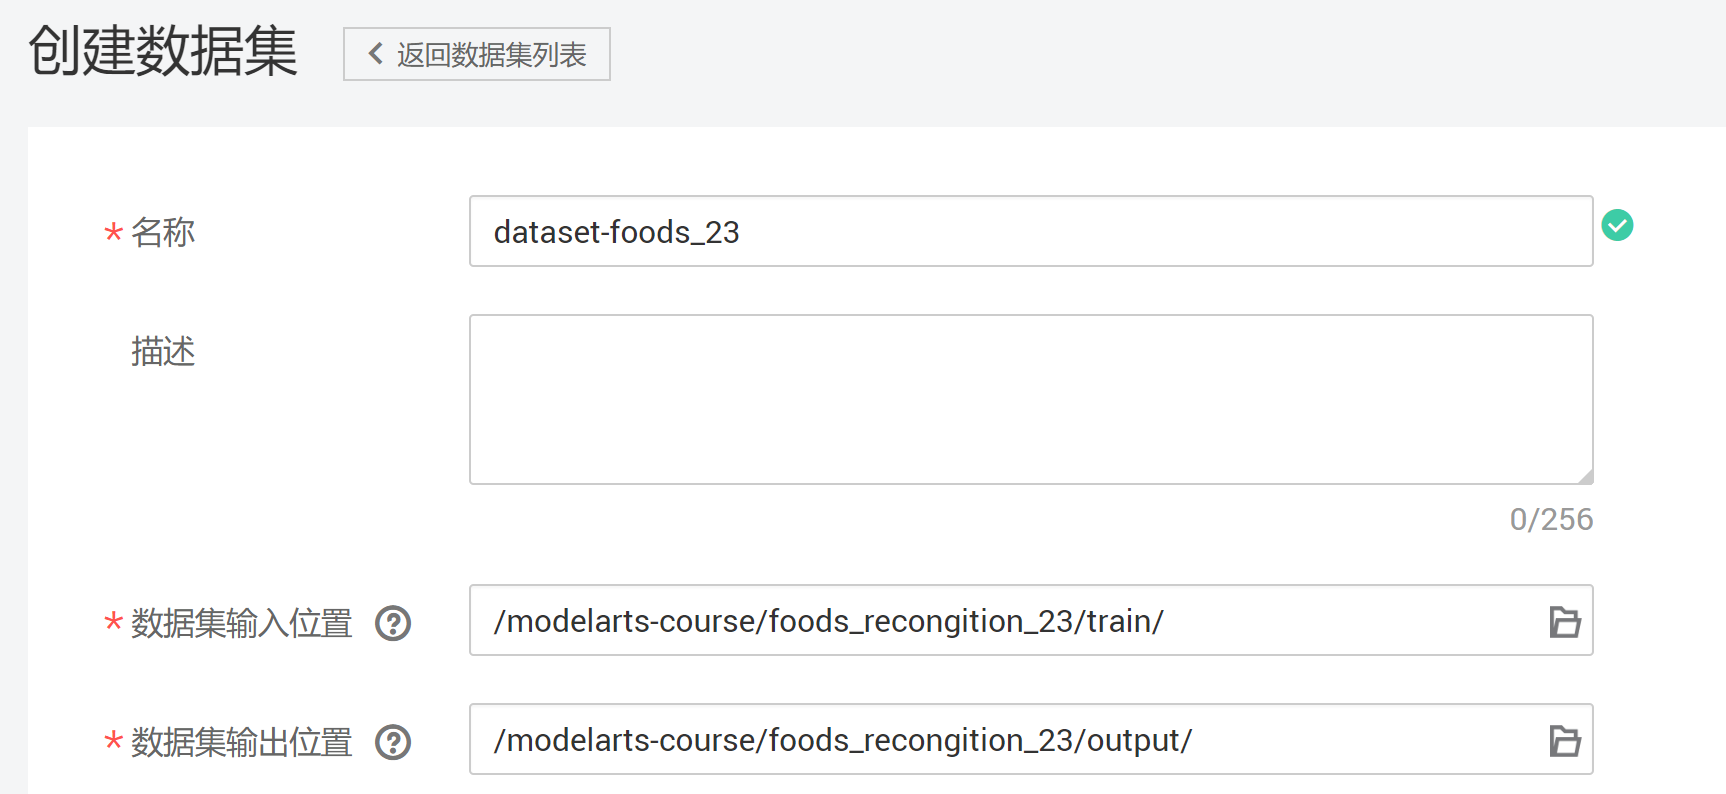 创建数据集
返回数据集列表
* 名称
dataset-foods_23
描述
0/256
* 数据集输入位置
/modelarts-course/foods_recongition_23/train/
* 数据集输出位置
/modelarts-course/foods_recongition_23/output/